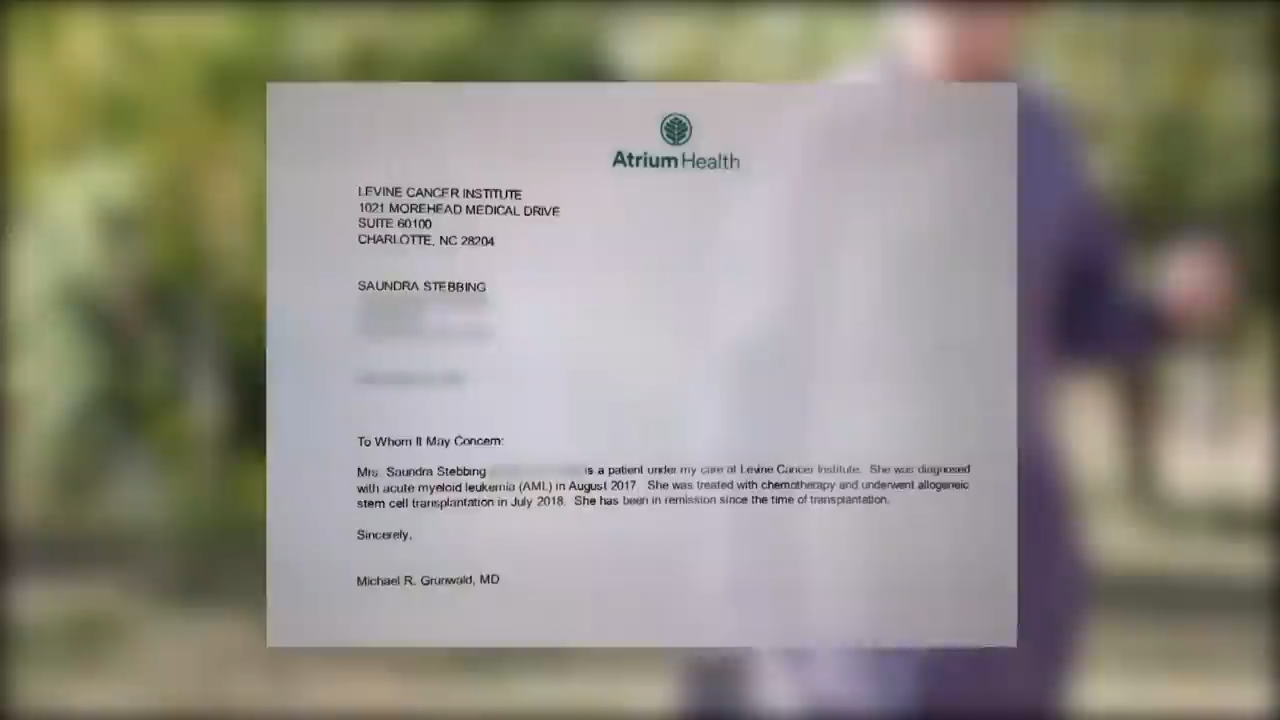 Atrium Health
LEVINE CANCER INSTITUTE
1021 MOREHEAD MEDICAL DRIVE
SUITE 60100
CHARLOTTE, NC 28204
SAUNDRA STEBBING
To Whom It May Concern:
Mrs. Saundra Stebbing is a patient under my care at Levine Cancer Institute. She was diagnosed
with acute myeloid leukemia (AML) in August 2017. She was treated with chemotherapy and underwent allogeneic
stem cell transplantation in July 2018. She has been in remission since the time of transplantation.
Sincerely,
Michael R. Grunwald, MD